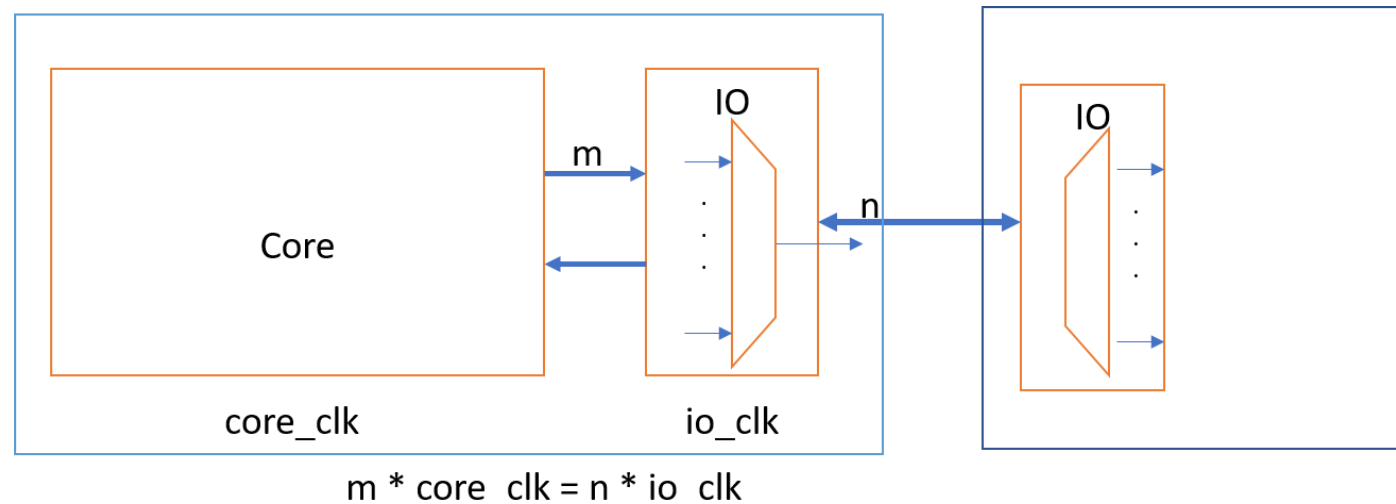 IO
IO
m
n
Core
core_clk
io_clk
m * core_clk = n * io_clk